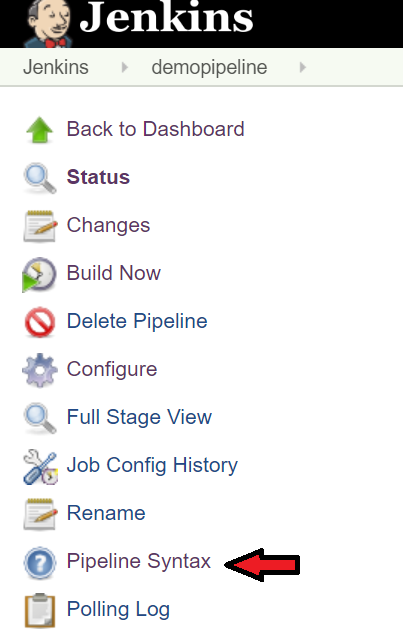 Jenkins
Jenkins demopipeline
Back to Dashboard
Status
Changes
Build Now
Delete Pipeline
Configure
Full Stage View
Job Config History
Rename
Pipeline Syntax
Polling Log